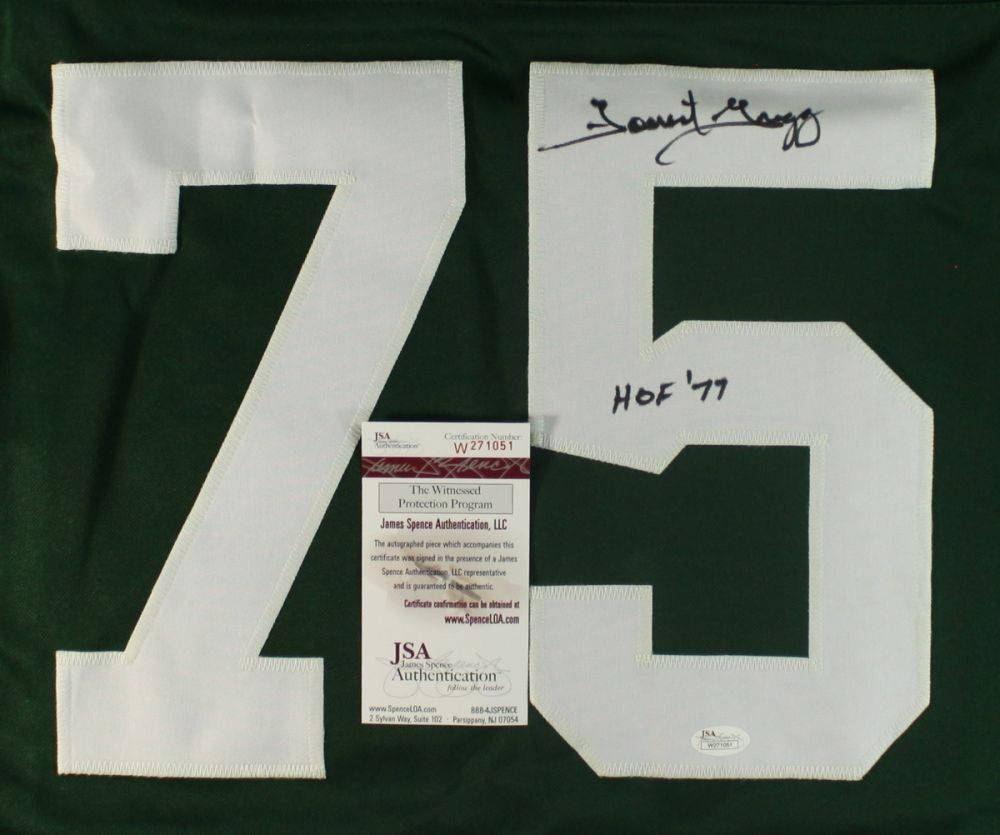 75
Forrest Gregg
HOF '77
JSA
Authentication
Certification Number:
W 271051
James Spence
The Witnessed
Protection Program
James Spence Authentication, LLC
The autographed piece which accompanies this
certificate was signed in the presence of a James
Spence Authentication, LLC representative
and is guaranteed to be authentic.
Certificate confirmation can be obtained at
www.SpenceLOA.com
JSA
James Spence
Authentication
follow the leader
www.SpenceLOA.com 888-4JSPENCE
2 Sylvan Way, Suite 102 · Parsippany, NJ 07054
JSA
W271051